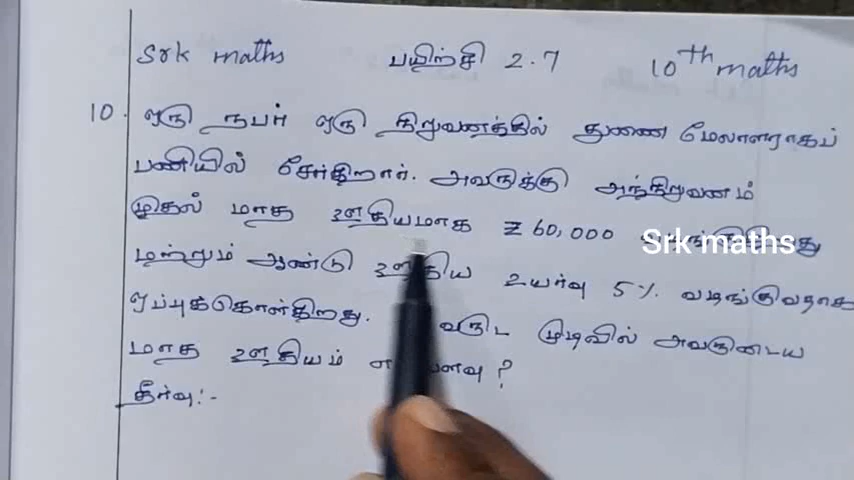 Srk maths பயிற்சி 2.7 10th maths
10. ஒரு நபர் ஒரு நிறுவனத்தில் துணை மேலாளராகப்
பணியில் சேர்கிறார். அவருக்கு அந்நிறுவனம்
முதல் மாத ஊதியமாக ₹ 60,000
Srk maths
மற்றும் ஆண்டு ஊதிய உயர்வு 5% வழங்குவதாக
ஒப்புக்கொள்கிறது. வருட முடிவில் அவருடைய
மாத ஊதியம் ?
தீர்வு:-